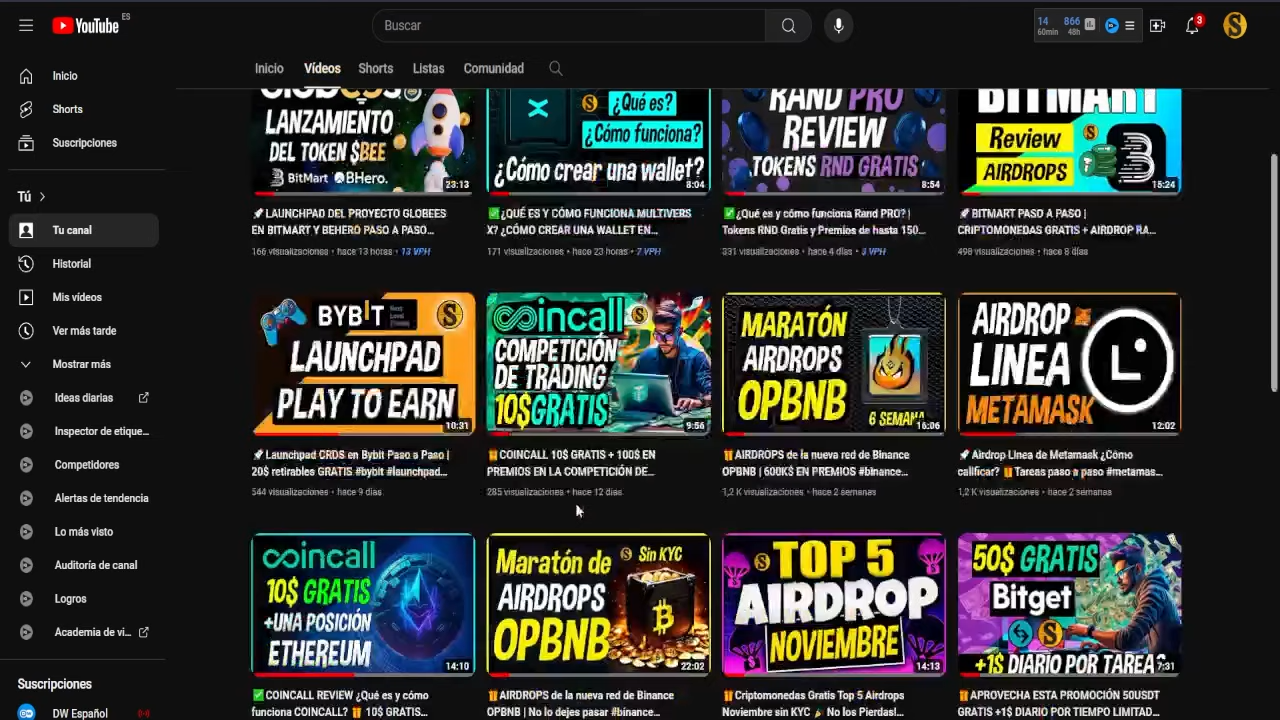 YouTube ES
Buscar
14 60min 866 48h
3
Inicio
Shorts
Suscripciones
Tú
Tu canal
Historial
Mis vídeos
Ver más tarde
Mostrar más
Ideas diarias
Inspector de etique...
Competidores
Alertas de tendencia
Lo más visto
Auditoría de canal
Logros
Academia de vi...
Suscripciones
DW Español
Inicio Vídeos Shorts Listas Comunidad
LANZAMIENTO
DEL TOKEN $BEE
BitMart BHero.
23:13
🚀 LAUNCHPAD DEL PROYECTO GLOBEES
EN BITMART Y BEHERO PASO A PASO...
166 visualizaciones • hace 13 horas • 13 VPH
¿Qué es?
¿Cómo funciona?
¿Cómo crear una wallet?
8:04
✅¿QUÉ ES Y CÓMO FUNCIONA MULTIVERS
X? ¿CÓMO CREAR UNA WALLET EN...
171 visualizaciones • hace 23 horas • 7 VPH
RAND PRO
REVIEW
TOKENS RND GRATIS
8:54
✅¿Qué es y cómo funciona Rand PRO? |
Tokens RND Gratis y Premios de hasta 150...
331 visualizaciones • hace 4 días • 3 VPH
BITMART
Review
AIRDROPS
15:24
🚀BITMART PASO A PASO |
CRIPTOMONEDAS GRATIS + AIRDROP RA...
498 visualizaciones • hace 8 días
BYBIT
LAUNCHPAD
PLAY TO EARN
10:31
🚀 Launchpad CRDS en Bybit Paso a Paso |
20$ retirables GRATIS #bybit #launchpad...
544 visualizaciones • hace 9 días
coincall
COMPETICIÓN
DE TRADING
10$ GRATIS
9:56
🎁COINCALL 10$ GRATIS + 100$ EN
PREMIOS EN LA COMPETICIÓN DE...
285 visualizaciones • hace 12 días
MARATÓN
AIRDROPS
OPBNB
6 SEMANA
16:06
🎁AIRDROPS de la nueva red de Binance
OPBNB | 600K$ EN PREMIOS #binance...
1,2 K visualizaciones • hace 2 semanas
AIRDROP
LINEA
METAMASK
12:02
🚀 Airdrop Linea de Metamask ¿Cómo
calificar? 🎁Tareas paso a paso #metamas...
1,2 K visualizaciones • hace 2 semanas
coincall
10$ GRATIS
+UNA POSICIÓN
ETHEREUM
14:10
✅ COINCALL REVIEW ¿Qué es y cómo
funciona COINCALL? 🎁 10$ GRATIS...
Maratón de Sin KYC
AIRDROPS
OPBNB
22:02
🎁AIRDROPS de la nueva red de Binance
OPBNB | No lo dejes pasar #binance...
TOP 5
AIRDROP
NOVIEMBRE
14:13
🎁Criptomonedas Gratis Top 5 Airdrops
Noviembre sin KYC 🎉 No los Pierdas!...
50$ GRATIS
Bitget
+1$ DIARIO POR TAREA
7:31
🎁APROVECHA ESTA PROMOCIÓN 50USDT
GRATIS +1$ DIARIO POR TIEMPO LIMITAD...